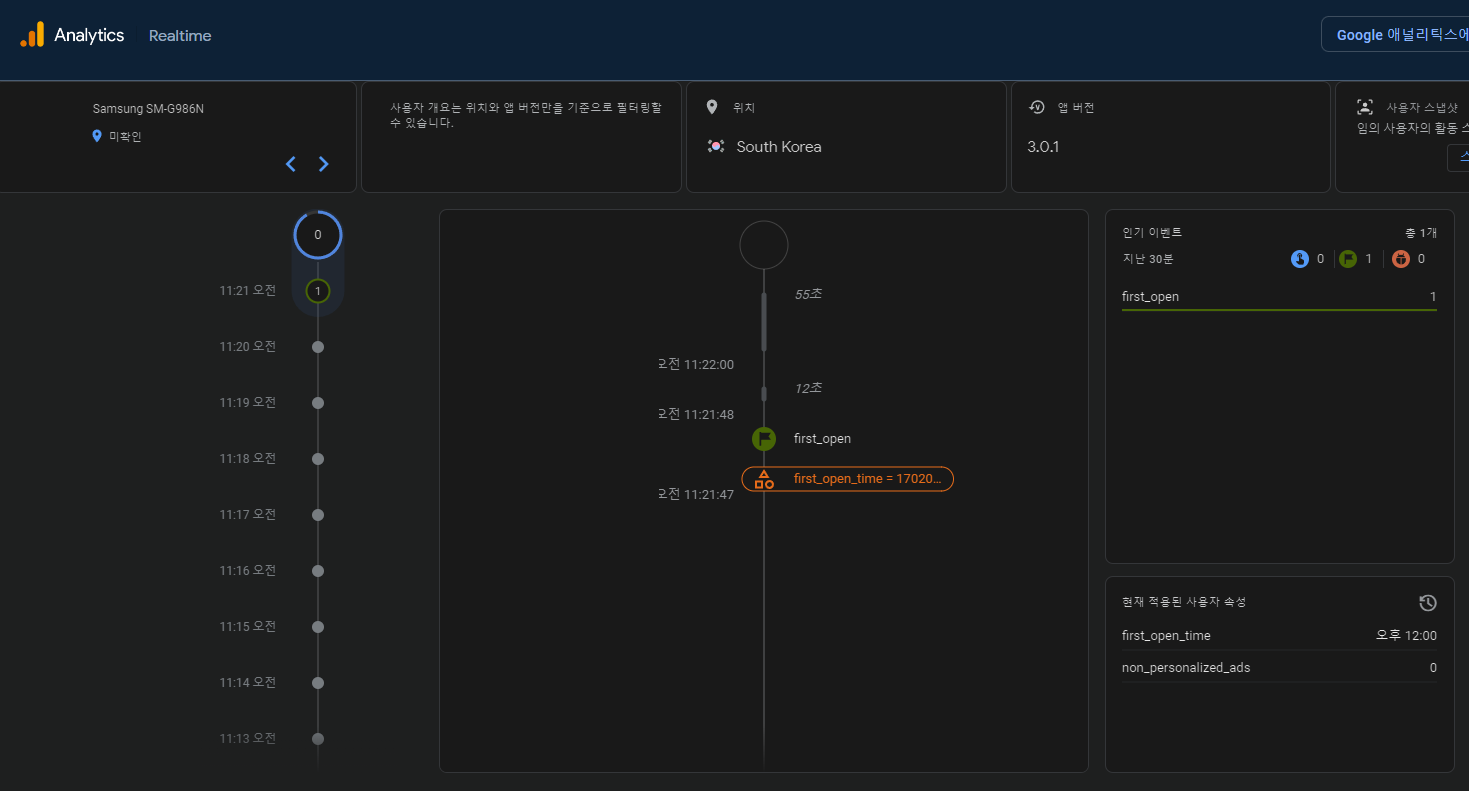 Analytics
Realtime
Google 애널리틱스에
Samsung SM-G986N
미확인
사용자 개요는 위치와 앱 버전만을 기준으로 필터링할
수 있습니다.
위치
South Korea
앱 버전
3.0.1
사용자 스냅샷
임의 사용자의 활동 스
스
0
11:21 오전
1
11:20 오전
11:19 오전
11:18 오전
11:17 오전
11:16 오전
11:15 오전
11:14 오전
11:13 오전
55초
오전 11:22:00
12초
오전 11:21:48
first_open
first_open_time = 17020...
오전 11:21:47
인기 이벤트
총 1개
지난 30분
0
1
0
first_open
1
현재 적용된 사용자 속성
first_open_time
오후 12:00
non_personalized_ads
0